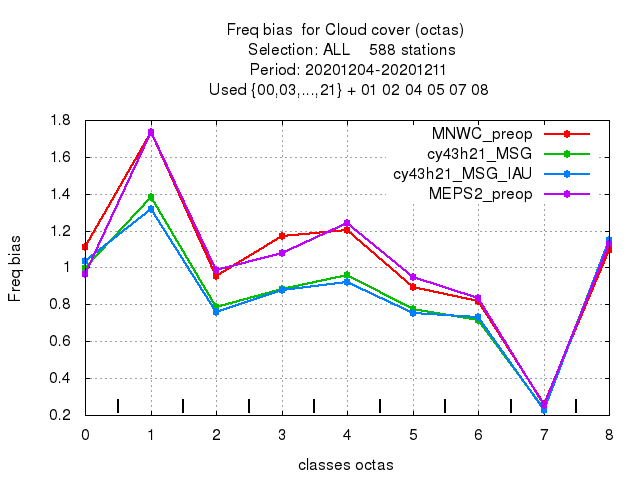 Freq bias  for Cloud cover (octas)
Selection: ALL    588 stations
Period: 20201204-20201211
Used {00,03,...,21} + 01 02 04 05 07 08
MNWC_preop
cy43h21_MSG
cy43h21_MSG_IAU
MEPS2_preop
Freq bias
1.8
1.6
1.4
1.2
1
0.8
0.6
0.4
0.2
0 1 2 3 4 5 6 7 8
classes octas